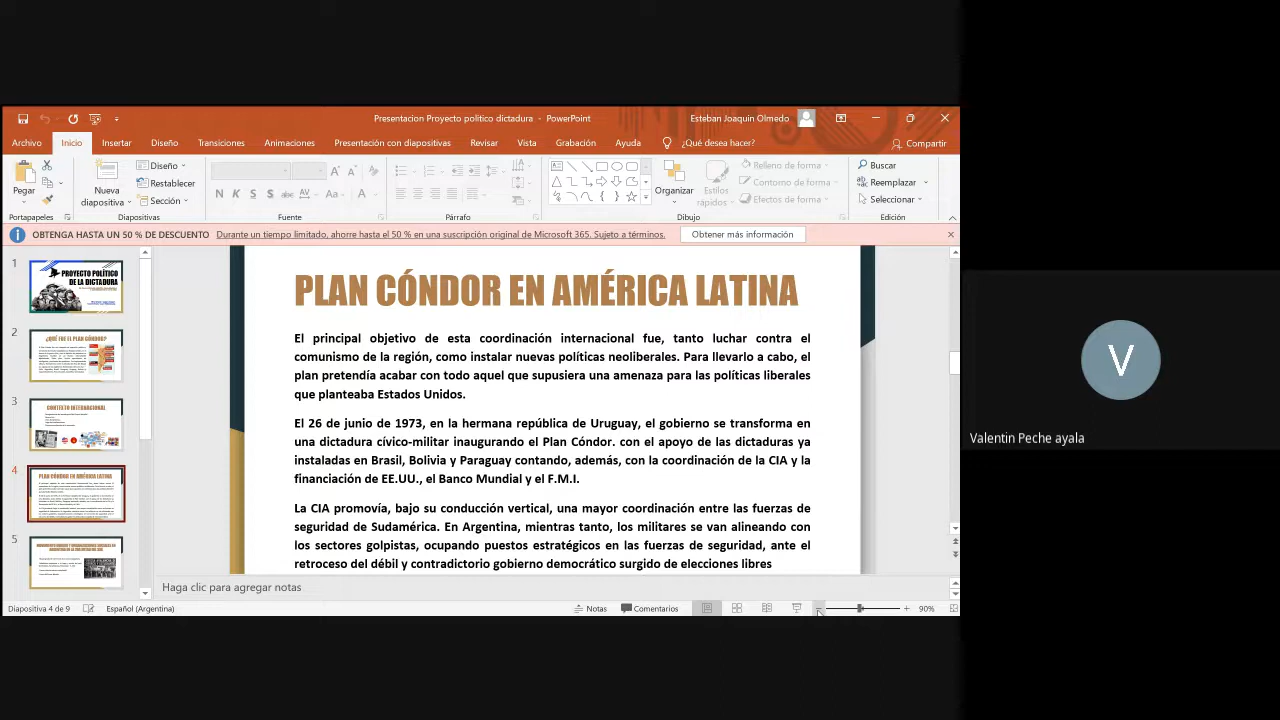 Presentacion Proyecto político dictadura - PowerPoint
Esteban Joaquin Olmedo
Archivo Inicio Insertar Diseño Transiciones Animaciones Presentación con diapositivas Revisar Vista Grabación Ayuda ¿Qué desea hacer? Compartir
Pegar
Nueva diapositiva
Diseño
Restablecer
Sección
N K S S abc AV Aa A
Organizar
Estilos rápidos
Relleno de forma
Contorno de forma
Efectos de forma
Buscar
Reemplazar
Seleccionar
Portapapeles Diapositivas Fuente Párrafo Dibujo Edición
OBTENGA HASTA UN 50 % DE DESCUENTO Durante un tiempo limitado, ahorre hasta el 50 % en una suscripción original de Microsoft 365. Sujeto a términos. Obtener más información
1
PROYECTO POLÍTICO
DE LA DICTADURA
2
¿QUÉ FUE EL PLAN CÓNDOR?
3
CONTEXTO INTERNACIONAL
4
PLAN CÓNDOR EN AMÉRICA LATINA
5
PLAN CÓNDOR EN AMÉRICA LATINA
El principal objetivo de esta coordinación internacional fue, tanto luchar contra el
comunismo de la región, como instalar nuevas políticas neoliberales. Para llevarlo a cabo, el
plan pretendía acabar con todo aquel que supusiera una amenaza para las políticas liberales
que planteaba Estados Unidos.
El 26 de junio de 1973, en la hermana república de Uruguay, el gobierno se transforma en
una dictadura cívico-militar inaugurando el Plan Cóndor. con el apoyo de las dictaduras ya
instaladas en Brasil, Bolivia y Paraguay contando, además, con la coordinación de la CIA y la
financiación de EE.UU., el Banco Mundial y el F.M.I.
La CIA promovía, bajo su conducción vertical, una mayor coordinación entre las fuerzas de
seguridad de Sudamérica. En Argentina, mientras tanto, los militares se van alineando con
los sectores golpistas, ocupando puestos estratégicos en las fuerzas de seguridad, ante el
retroceso del débil y contradictorio gobierno democrático surgido de elecciones libres
Haga clic para agregar notas
Diapositiva 4 de 9 Español (Argentina) Notas Comentarios 90%
V
Valentin Peche ayala